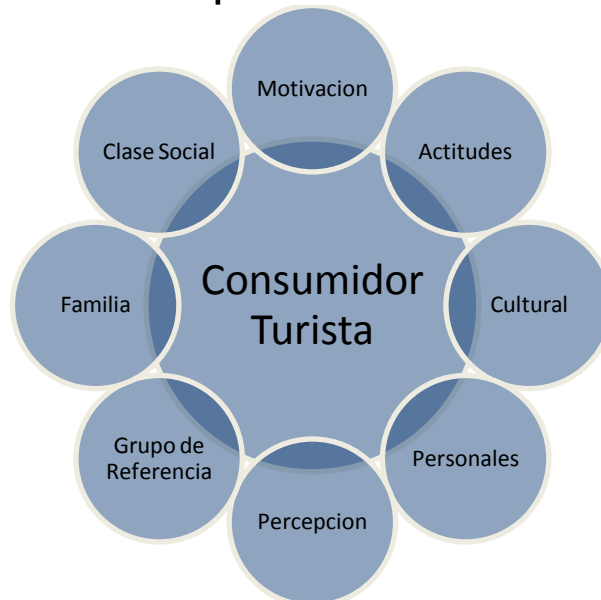 Motivacion
Clase Social
Actitudes
Consumidor
Turista
Familia
Cultural
Grupo de
Referencia
Personales
Percepcion